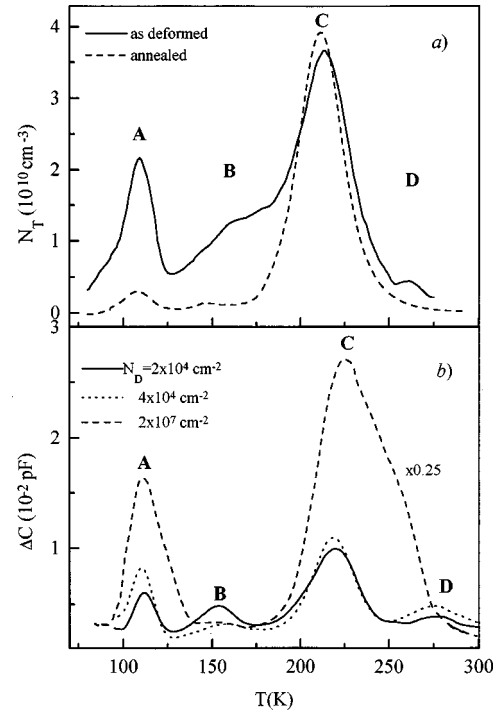 C
as deformed
a)
annealed
A
B
D
N_T (10^10 cm^-3)
4
3
2
1
0
C
b)
N_D=2x10^4 cm^-2
4x10^4 cm^-2
2x10^7 cm^-2
A
x0.25
B
D
ΔC (10^-2 pF)
3
2
1
100 150 200 250 300
T(K)